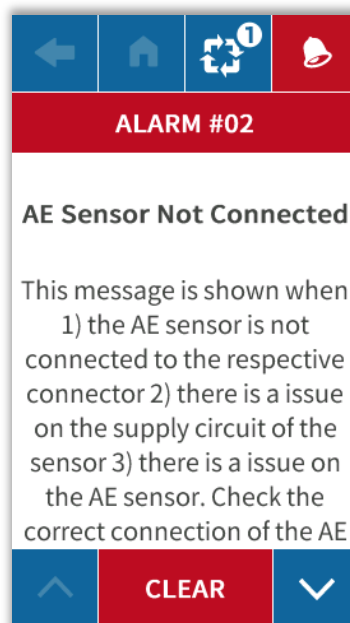 1
ALARM #02
AE Sensor Not Connected
This message is shown when
1) the AE sensor is not
connected to the respective
connector 2) there is a issue
on the supply circuit of the
sensor 3) there is a issue on
the AE sensor. Check the
correct connection of the AE
CLEAR